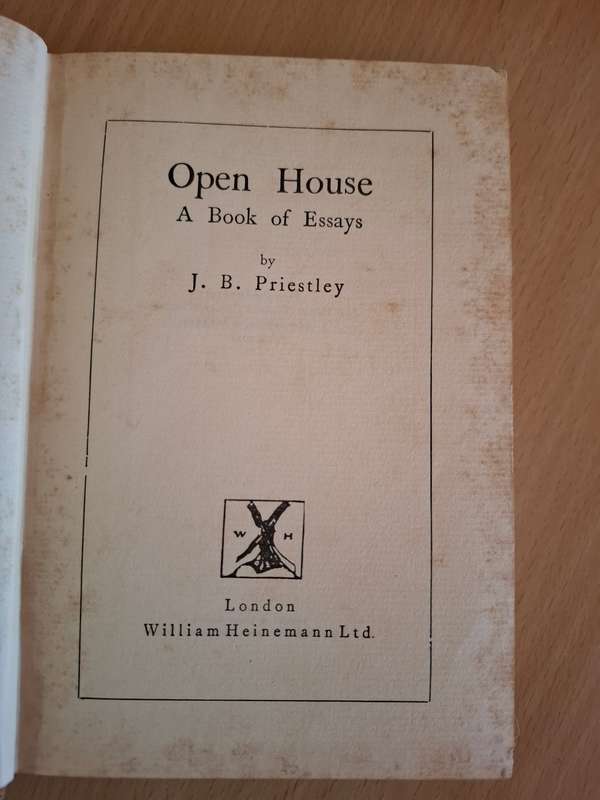 Open House
A Book of Essays
by
J. B. Priestley
W H
London
William Heinemann Ltd.